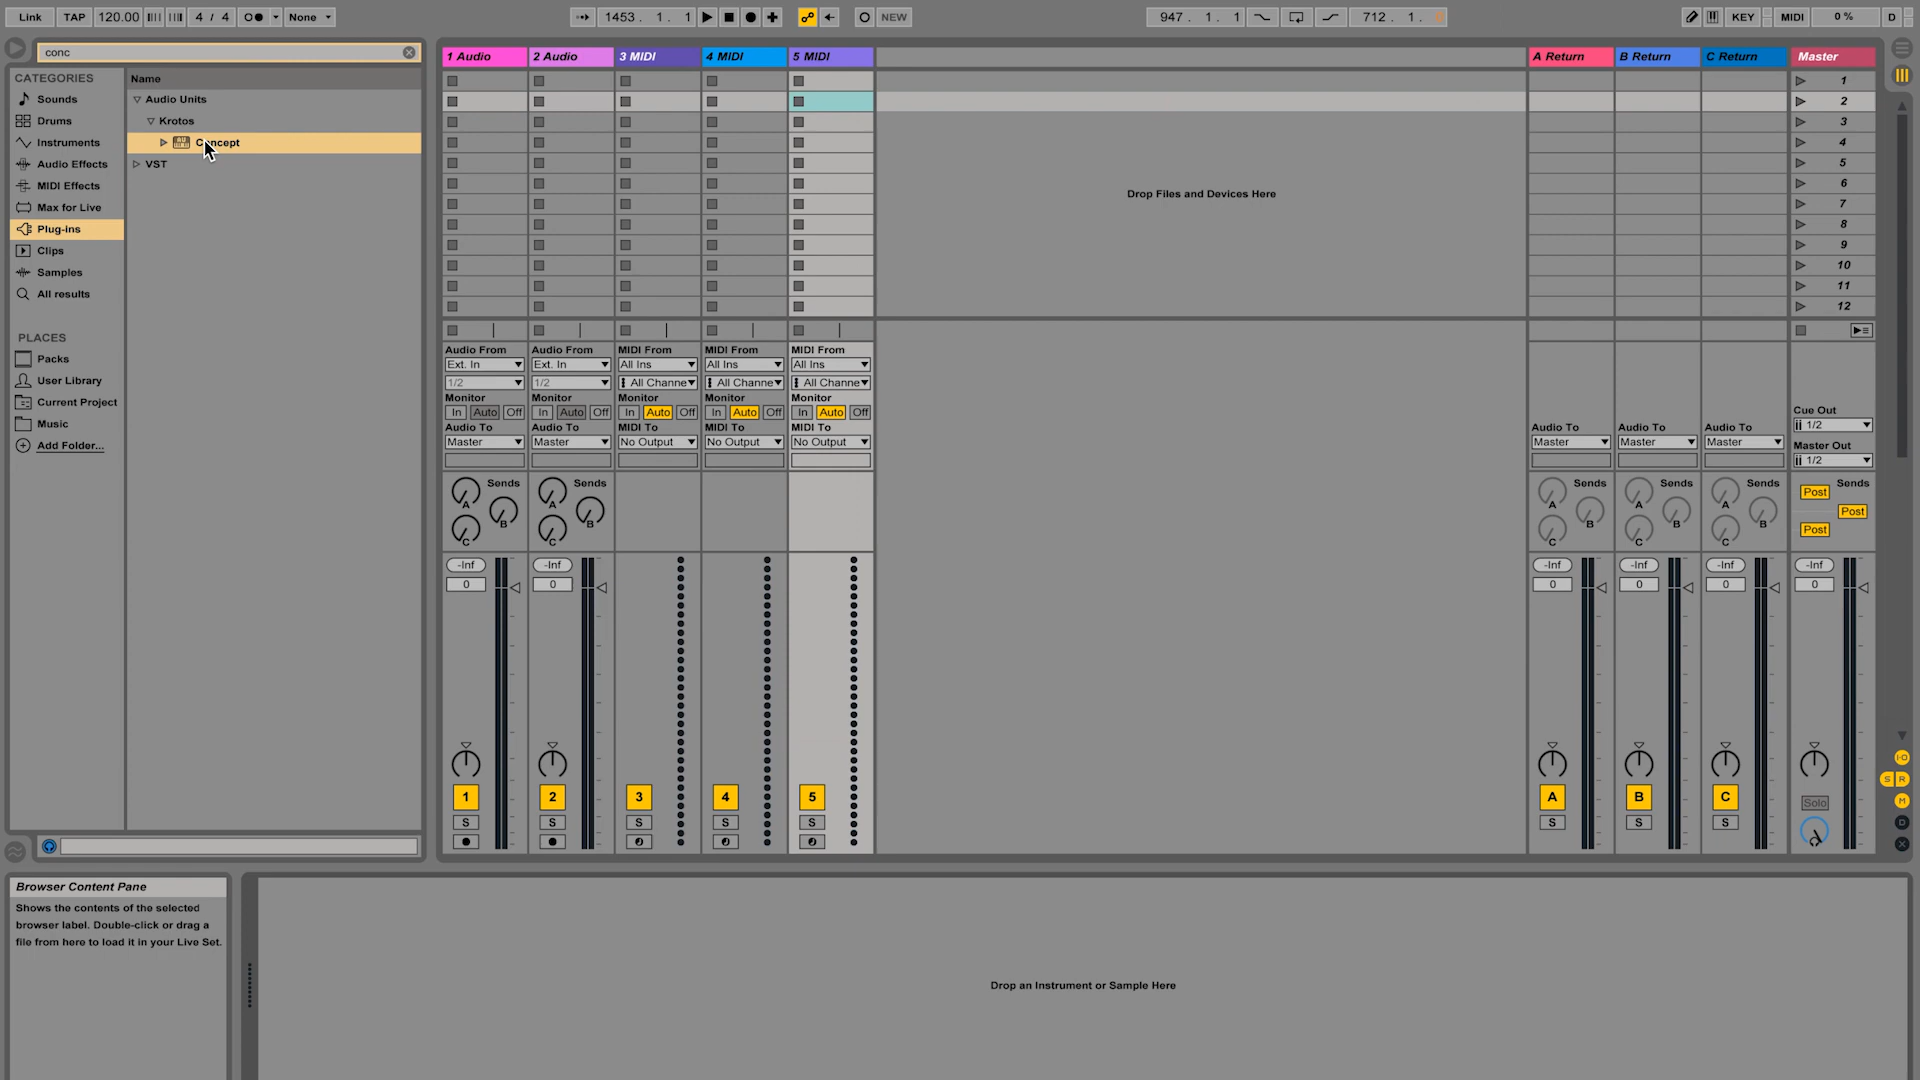 Link TAP 120.00 4 / 4 None 1453 . 1 . 1 NEW 947 . 1 . 1 712 . 1 . KEY MIDI 0 % D
conc
CATEGORIES
Sounds
Drums
Instruments
Audio Effects
MIDI Effects
Max for Live
Plug-ins
Clips
Samples
All results
PLACES
Packs
User Library
Current Project
Music
Add Folder...
Name
Audio Units
Krotos
Concept
VST
1 Audio 2 Audio 3 MIDI 4 MIDI 5 MIDI A Return B Return C Return Master
1
2
3
4
5
6
7
8
9
10
11
12
Drop Files and Devices Here
Audio From Audio From MIDI From MIDI From MIDI From
Ext. In Ext. In All Ins All Ins All Ins
1/2 1/2 All Channe All Channe All Channe
Monitor Monitor Monitor Monitor Monitor
In Auto Off In Auto Off In Auto Off In Auto Off In Auto Off
Audio To Audio To MIDI To MIDI To MIDI To Audio To Audio To Audio To
Master Master No Output No Output No Output Master Master Master
Cue Out
1/2
Master Out
1/2
Sends Sends Sends Sends Sends Sends
A A A A A Post
B B B B B Post
C C C C C Post
-Inf -Inf -Inf -Inf -Inf -Inf
0 0 0 0 0 0
1 2 3 4 5 A B C Solo
S S S S S S S S
S R
M
D
Browser Content Pane
Shows the contents of the selected
browser label. Double-click or drag a
file from here to load it in your Live Set.
Drop an Instrument or Sample Here